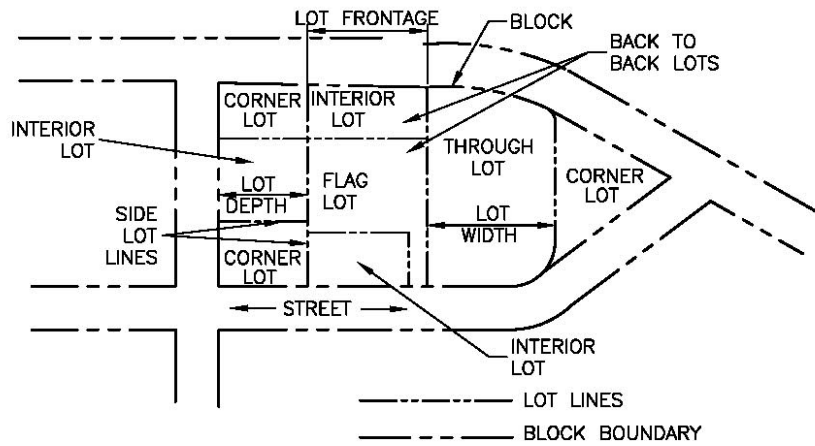 LOT FRONTAGE
BLOCK
BACK TO
BACK LOTS
CORNER
LOT
INTERIOR
LOT
INTERIOR
LOT
THROUGH
LOT
LOT
DEPTH
FLAG
LOT
CORNER
LOT
LOT
WIDTH
SIDE
LOT
LINES
CORNER
LOT
STREET
INTERIOR
LOT
LOT LINES
BLOCK BOUNDARY